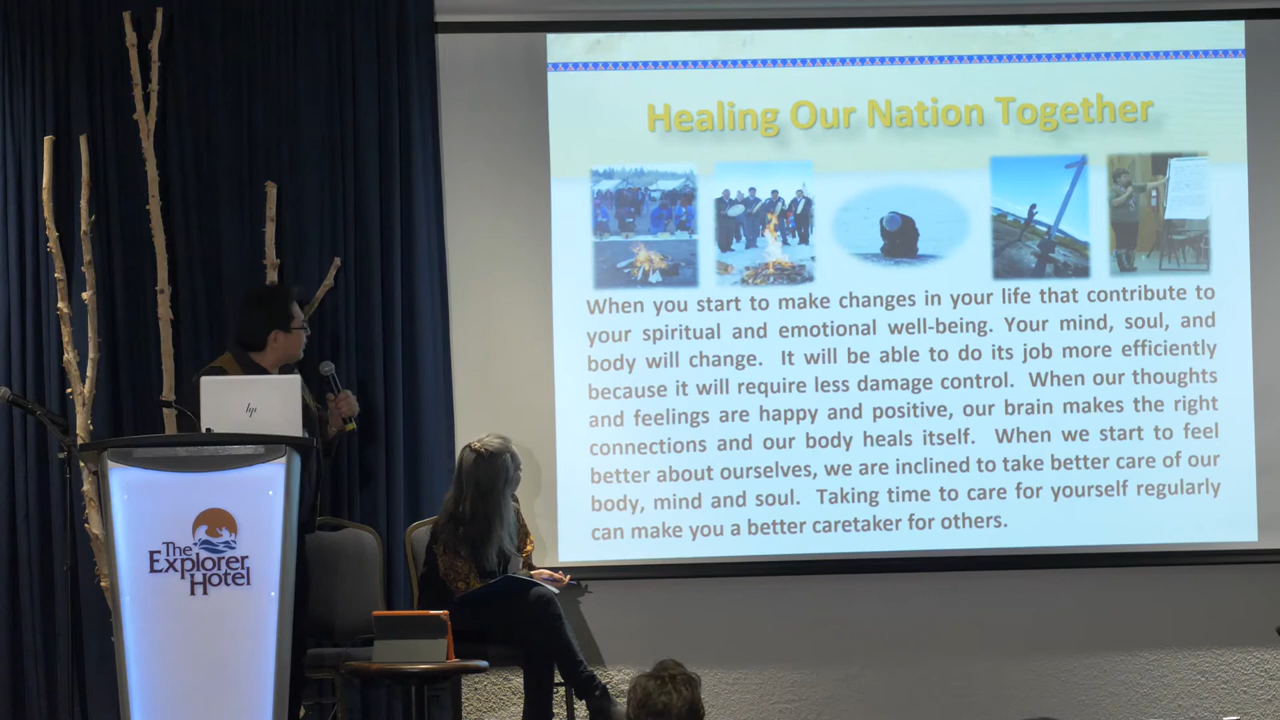 Healing Our Nation Together
When you start to make changes in your life that contribute to
your spiritual and emotional well-being. Your mind, soul, and
body will change. It will be able to do its job more efficiently
because it will require less damage control. When our thoughts
and feelings are happy and positive, our brain makes the right
connections and our body heals itself. When we start to feel
better about ourselves, we are inclined to take better care of our
body, mind and soul. Taking time to care for yourself regularly
can make you a better caretaker for others.
hp
The
Explorer
Hotel